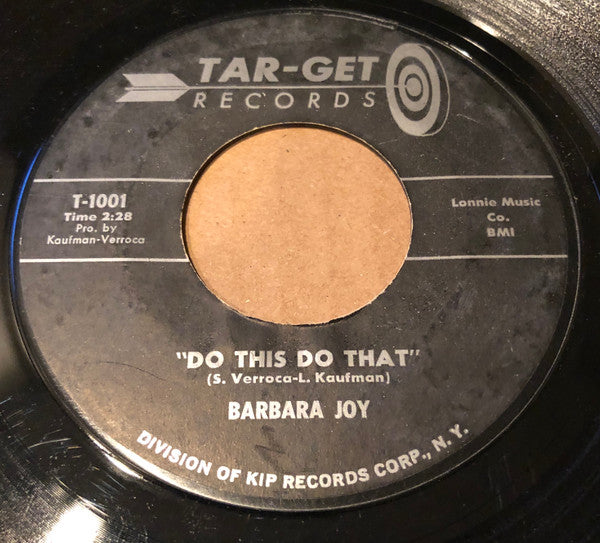 TAR-GET
RECORDS
T-1001
Time 2:28
Pro. by
Kaufman-Verroca
Lonnie Music
Co.
BMI
"DO THIS DO THAT"
(S. Verroca-L. Kaufman)
BARBARA JOY
DIVISION OF KIP RECORDS CORP., N. Y.